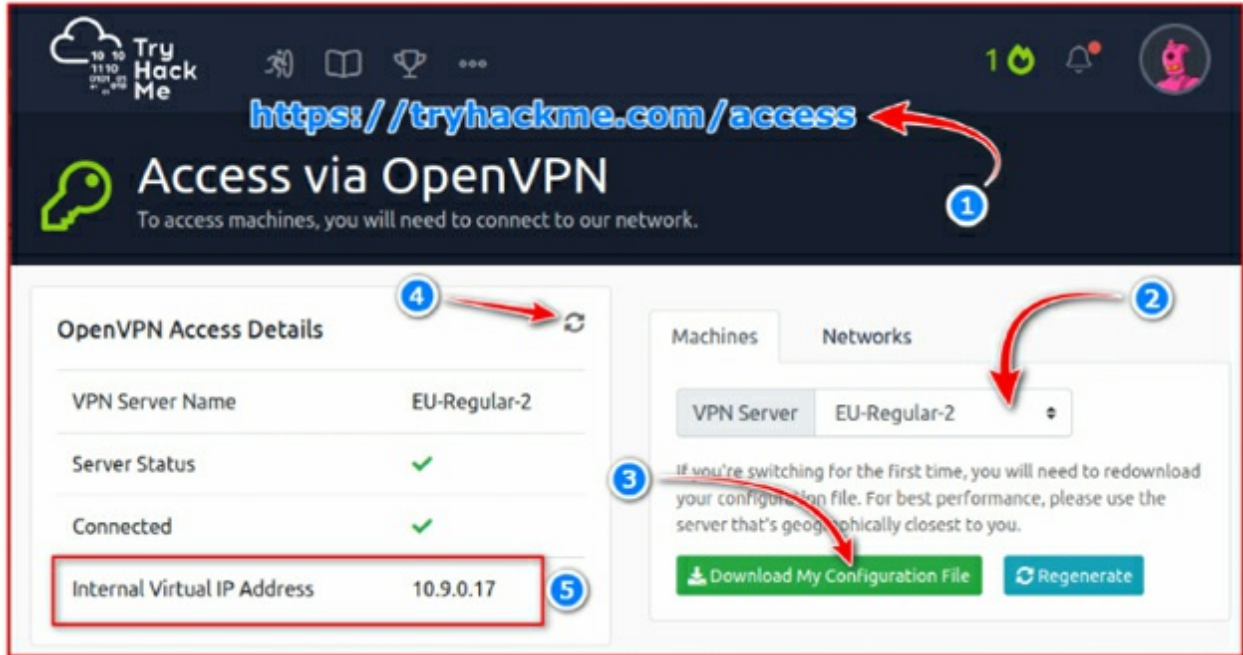 Try
Hack
Me
1
https://tryhackme.com/access
1
Access via OpenVPN
To access machines, you will need to connect to our network.
4
OpenVPN Access Details
VPN Server Name EU-Regular-2
Server Status
Connected
Internal Virtual IP Address 10.9.0.17
5
2
Machines Networks
VPN Server EU-Regular-2
3
If you're switching for the first time, you will need to redownload
your configuration file. For best performance, please use the
server that's geographically closest to you.
Download My Configuration File Regenerate